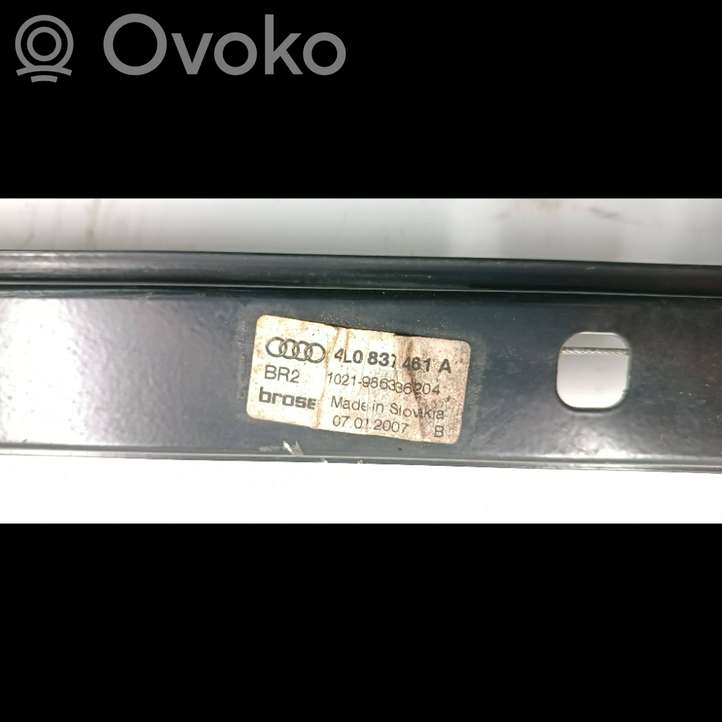 Ovoko
4L0 837 461 A
BR2 1021-986336204
brose Made in Slovakia
07.01.2007 B